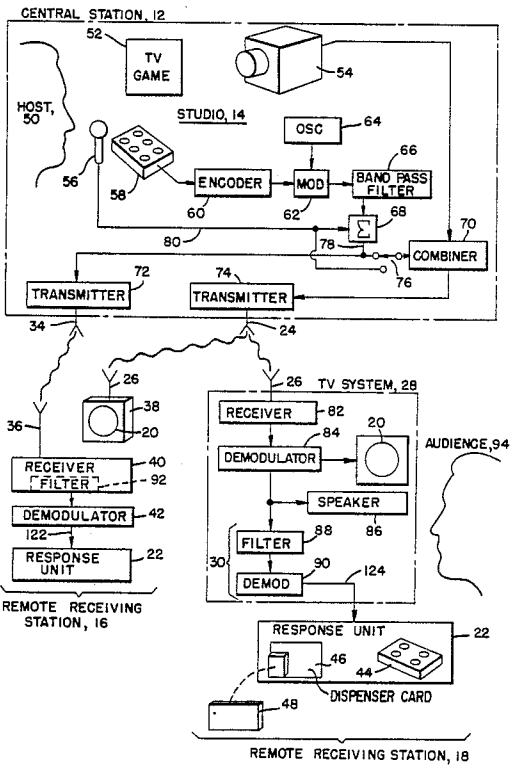 CENTRAL STATION, 12
52
TV
GAME
54
HOST,
50
STUDIO, 14
OSC
64
66
56
58
ENCODER
60
MOD
62
BAND PASS
FILTER
68
Σ
70
78
80
COMBINER
76
72
TRANSMITTER
74
TRANSMITTER
34
24
26
38
20
36
26
TV SYSTEM, 28
RECEIVER
82
84
DEMODULATOR
20
AUDIENCE, 94
RECEIVER
FILTER
40
92
DEMODULATOR
42
122
RESPONSE
UNIT
22
REMOTE RECEIVING
STATION, 16
SPEAKER
86
FILTER
88
30
DEMOD
90
124
RESPONSE UNIT
22
46
44
DISPENSER CARD
48
REMOTE RECEIVING STATION, 18